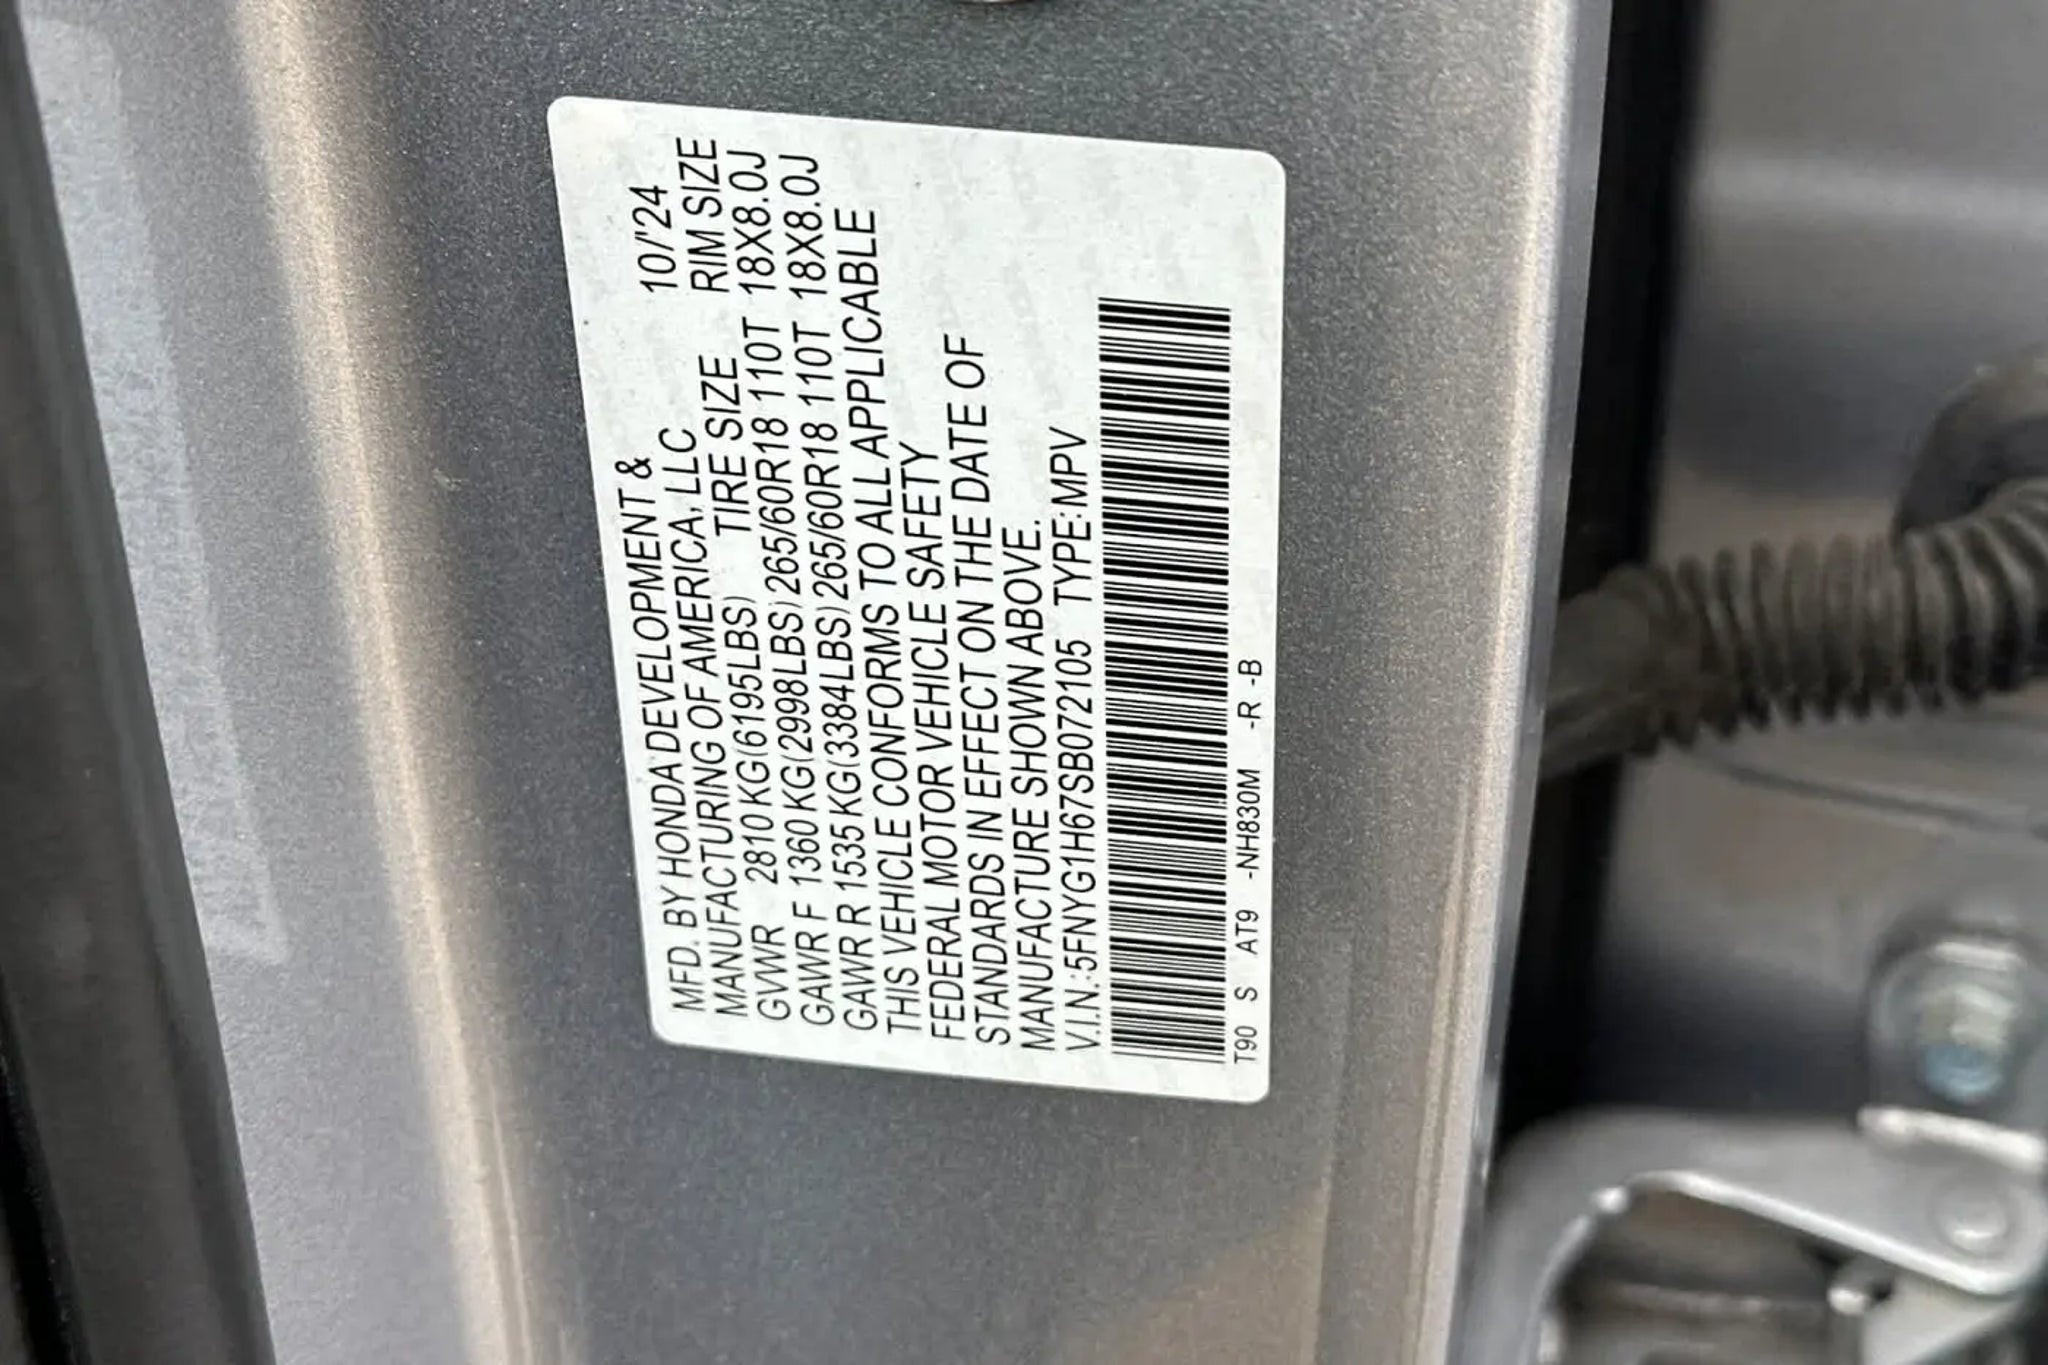 MFD. BY HONDA DEVELOPMENT & 10/'24
MANUFACTURING OF AMERICA, LLC RIM SIZE
GVWR 2810 KG(6195LBS) TIRE SIZE 18X8.0J
GAWR F 1360 KG(2998LBS) 265/60R18 110T 18X8.0J
GAWR R 1535 KG(3384LBS) 265/60R18 110T
THIS VEHICLE CONFORMS TO ALL APPLICABLE
FEDERAL MOTOR VEHICLE SAFETY
STANDARDS IN EFFECT ON THE DATE OF
MANUFACTURE SHOWN ABOVE.
V.I.N.:5FNYG1H67SB072105 TYPE:MPV
T90 S AT9 -NH830M -R -B